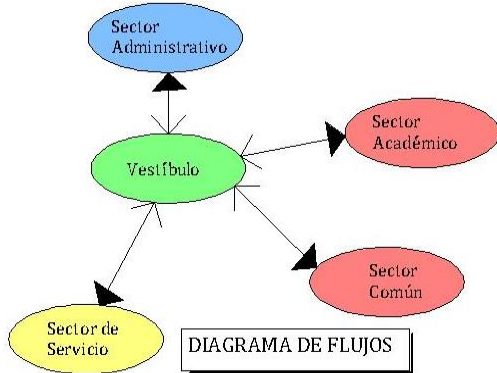 Sector
Administrativo
Sector
Académico
Vestíbulo
Sector
Común
Sector de
Servicio
DIAGRAMA DE FLUJOS